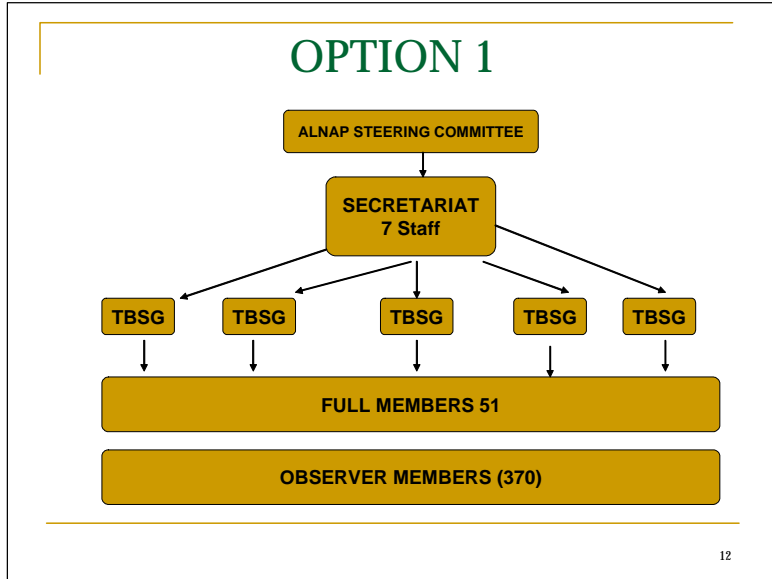 OPTION 1
ALNAP STEERING COMMITTEE
SECRETARIAT
7 Staff
TBSG TBSG TBSG TBSG TBSG
FULL MEMBERS 51
OBSERVER MEMBERS (370)
12